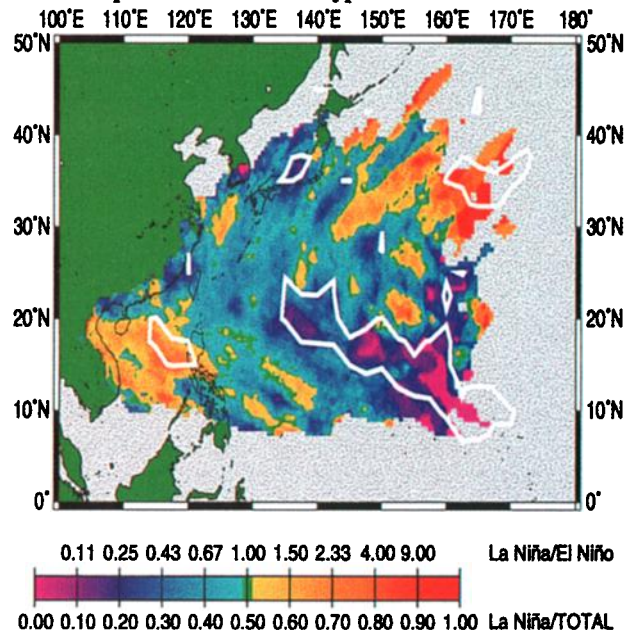 100°E 110°E 120°E 130°E 140°E 150°E 160°E 170°E 180°
50°N 50°N
40°N 40°N
30°N 30°N
20°N 20°N
10°N 10°N
0° 0°
0.11 0.25 0.43 0.67 1.00 1.50 2.33 4.00 9.00 La Niña/El Niño
0.00 0.10 0.20 0.30 0.40 0.50 0.60 0.70 0.80 0.90 1.00 La Niña/TOTAL